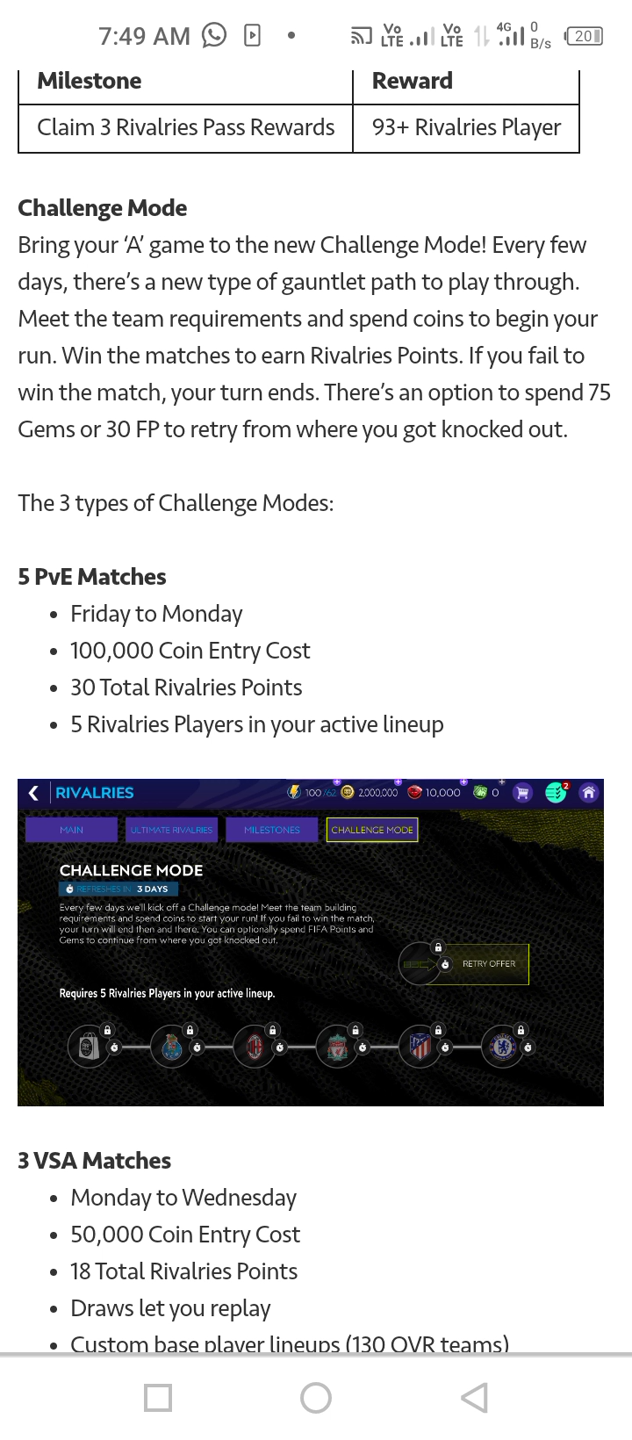 7:49 AM
Vo LTE Vo LTE 4G 0 B/s 20
Milestone Reward
Claim 3 Rivalries Pass Rewards 93+ Rivalries Player
Challenge Mode
Bring your ‘A’ game to the new Challenge Mode! Every few
days, there’s a new type of gauntlet path to play through.
Meet the team requirements and spend coins to begin your
run. Win the matches to earn Rivalries Points. If you fail to
win the match, your turn ends. There’s an option to spend 75
Gems or 30 FP to retry from where you got knocked out.
The 3 types of Challenge Modes:
5 PvE Matches
• Friday to Monday
• 100,000 Coin Entry Cost
• 30 Total Rivalries Points
• 5 Rivalries Players in your active lineup
RIVALRIES 100/62 2,000,000 10,000 0 2
MAIN ULTIMATE RIVALRIES MILESTONES CHALLENGE MODE
CHALLENGE MODE
REFRESHES IN 3 DAYS
Every few days we'll kick off a Challenge mode! Meet the team building
requirements and spend coins to start your run! If you fail to win the match,
your turn will end then and there. You can optionally spend FIFA Points and
Gems to continue from where you got knocked out.
RETRY OFFER
Requires 5 Rivalries Players in your active lineup.
3 VSA Matches
• Monday to Wednesday
• 50,000 Coin Entry Cost
• 18 Total Rivalries Points
• Draws let you replay
• Custom base player lineups (130 OVR teams)